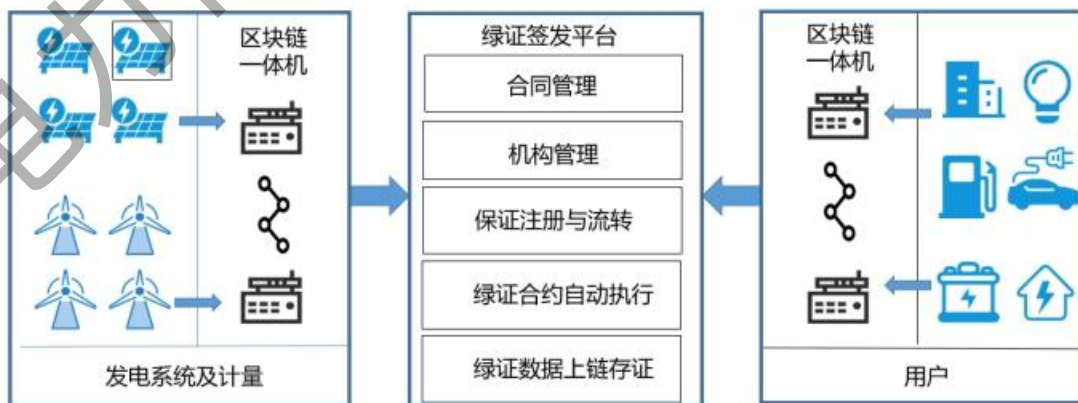 区块链
一体机
发电系统及计量
绿证签发平台
合同管理
机构管理
保证注册与流转
绿证合约自动执行
绿证数据上链存证
区块链
一体机
用户